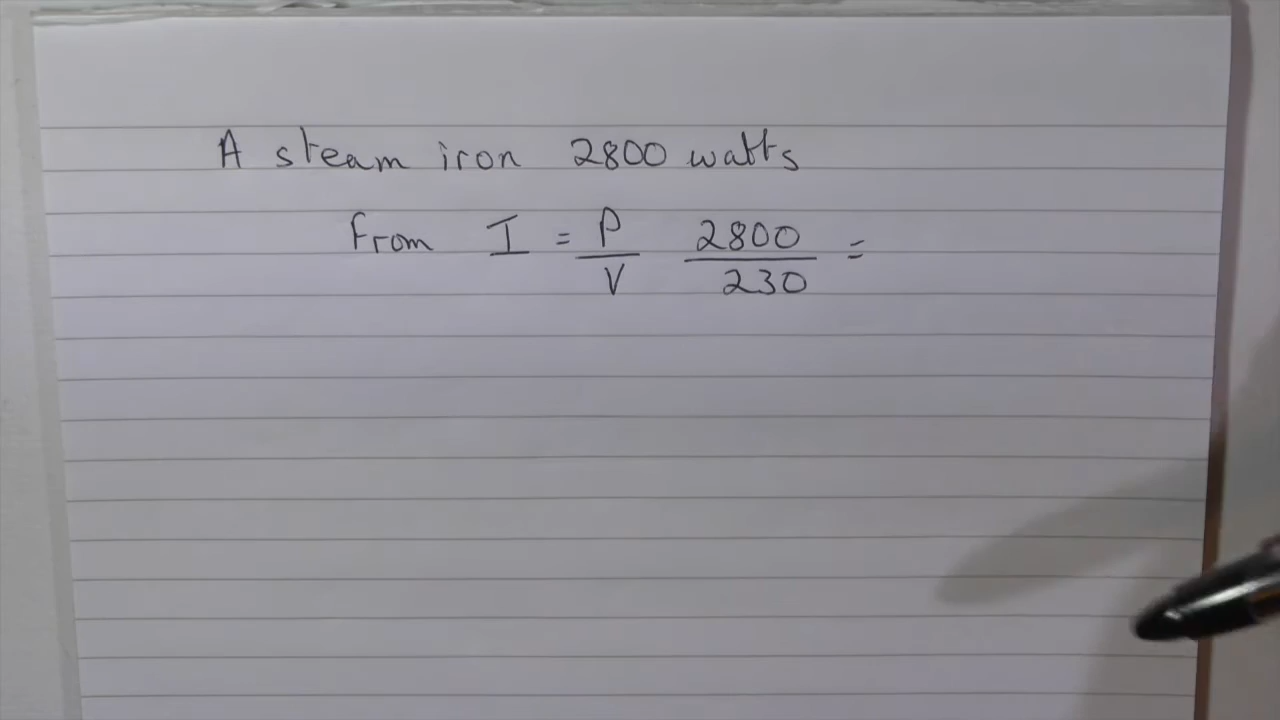 A steam iron 2800 watts
From I = P/V 2800/230 =